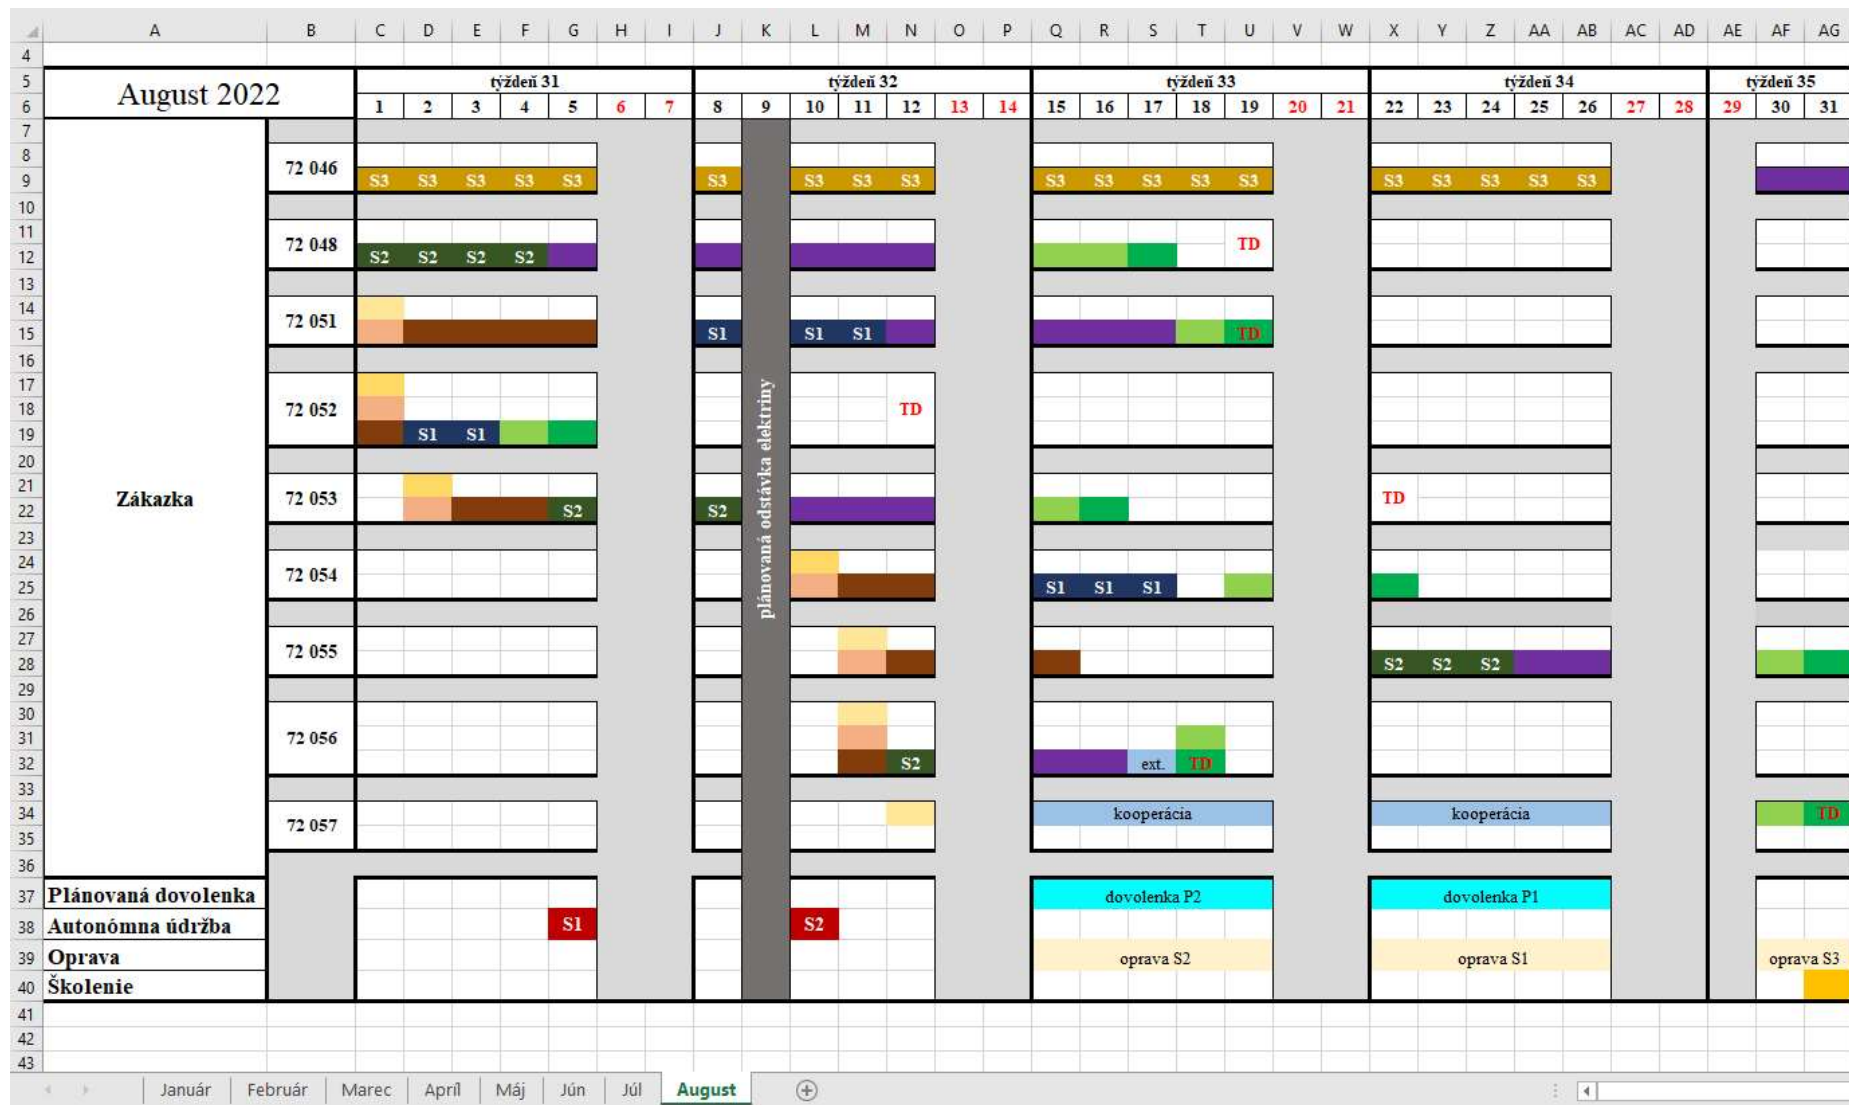 A B C D E F G H I J K L M N O P Q R S T U V W X Y Z AA AB AC AD AE AF AG
4
5 August 2022 týždeň 31 týždeň 32 týždeň 33 týždeň 34 týždeň 35
6 1 2 3 4 5 6 7 8 9 10 11 12 13 14 15 16 17 18 19 20 21 22 23 24 25 26 27 28 29 30 31
7
8 72 046
9 S3 S3 S3 S3 S3 S3 S3 S3 S3 S3 S3 S3 S3 S3 S3 S3 S3 S3 S3
10
11 72 048 TD
12 S2 S2 S2 S2
13
14 72 051
15 S1 S1 S1 TD
16
17
18 72 052 TD
19 S1 S1
20
21 Zákazka 72 053 TD
22 S2 S2
plánovaná odstávka elektriny
23
24 72 054
25 S1 S1 S1
26
27 72 055
28 S2 S2 S2
29
30
31 72 056
32 S2 ext. TD
33
34 72 057 kooperácia kooperácia TD
35
36
37 Plánovaná dovolenka dovolenka P2 dovolenka P1
38 Autonómna údržba S1 S2
39 Oprava oprava S2 oprava S1 oprava S3
40 Školenie
41
42
43
Január Február Marec Apríl Máj Jún Júl August